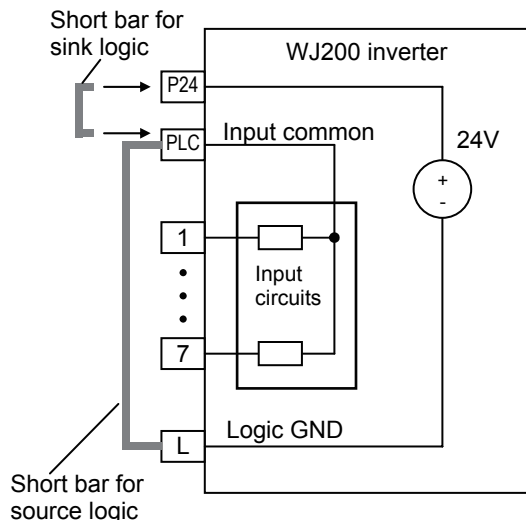 Short bar for
sink logic
WJ200 inverter
P24
PLC
Input common
24V
+
-
1
Input
circuits
7
L
Logic GND
Short bar for
source logic